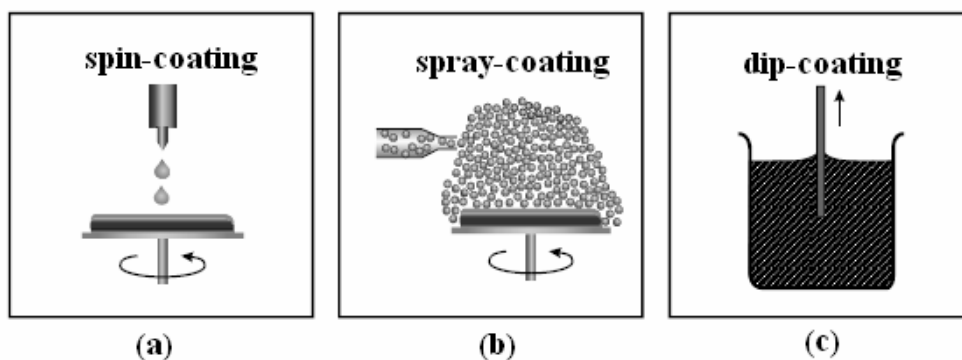 spin-coating
spray-coating
dip-coating
(a)
(b)
(c)